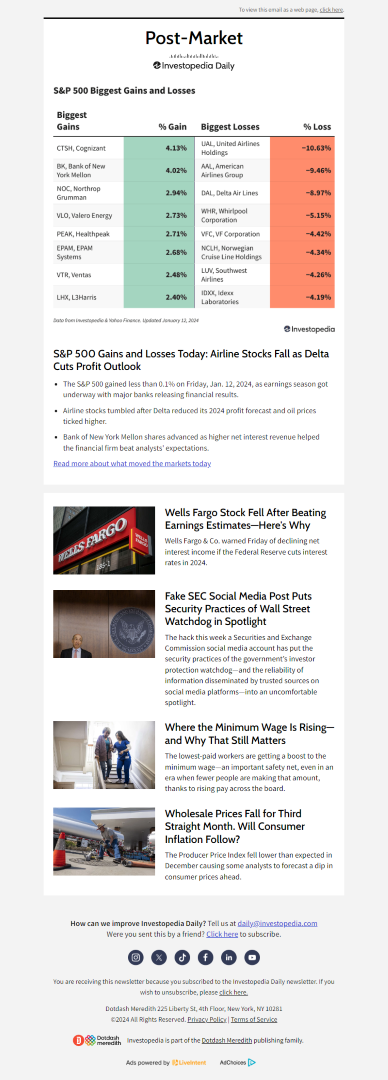 To view this email as a web page, click here.
Post-Market
Investopedia Daily
S&P 500 Biggest Gains and Losses
Biggest Gains % Gain Biggest Losses % Loss
CTSH, Cognizant 4.13% UAL, United Airlines Holdings −10.63%
BK, Bank of New York Mellon 4.02% AAL, American Airlines Group −9.46%
NOC, Northrop Grumman 2.94% DAL, Delta Air Lines −8.97%
VLO, Valero Energy 2.73% WHR, Whirlpool Corporation −5.15%
PEAK, Healthpeak 2.71% VFC, VF Corporation −4.42%
EPAM, EPAM Systems 2.68% NCLH, Norwegian Cruise Line Holdings −4.34%
VTR, Ventas 2.48% LUV, Southwest Airlines −4.26%
LHX, L3Harris 2.40% IDXX, Idexx Laboratories −4.19%
Data from Investopedia & Yahoo Finance. Updated January 12, 2024
Investopedia
S&P 500 Gains and Losses Today: Airline Stocks Fall as Delta
Cuts Profit Outlook
• The S&P 500 gained less than 0.1% on Friday, Jan. 12, 2024, as earnings season got
underway with major banks releasing financial results.
• Airline stocks tumbled after Delta reduced its 2024 profit forecast and oil prices
ticked higher.
• Bank of New York Mellon shares advanced as higher net interest revenue helped
the financial firm beat analysts' expectations.
Read more about what moved the markets today
WELLS FARGO
Wells Fargo Stock Fell After Beating
Earnings Estimates—Here's Why
Wells Fargo & Co. warned Friday of declining net
interest income if the Federal Reserve cuts interest
rates in 2024.
Fake SEC Social Media Post Puts
Security Practices of Wall Street
Watchdog in Spotlight
The hack this week a Securities and Exchange
Commission social media account has put the
security practices of the government's investor
protection watchdog—and the reliability of
information disseminated by trusted sources on
social media platforms—into an uncomfortable
spotlight.
Where the Minimum Wage Is Rising—
and Why That Still Matters
The lowest-paid workers are getting a boost to the
minimum wage—an important safety net, even in an
era when fewer people are making that amount,
thanks to rising pay across the board.
Wholesale Prices Fall for Third
Straight Month. Will Consumer
Inflation Follow?
The Producer Price Index fell lower than expected in
December causing some analysts to forecast a dip in
consumer prices ahead.
How can we improve Investopedia Daily? Tell us at daily@investopedia.com
Were you sent this by a friend? Click here to subscribe.
You are receiving this newsletter because you subscribed to the Investopedia Daily newsletter. If you
wish to unsubscribe, please click here.
Dotdash Meredith 225 Liberty St, 4th Floor, New York, NY 10281
©2024 All Rights Reserved. Privacy Policy | Terms of Service
Dotdash meredith Investopedia is part of the Dotdash Meredith publishing family.
Ads powered by LiveIntent AdChoices